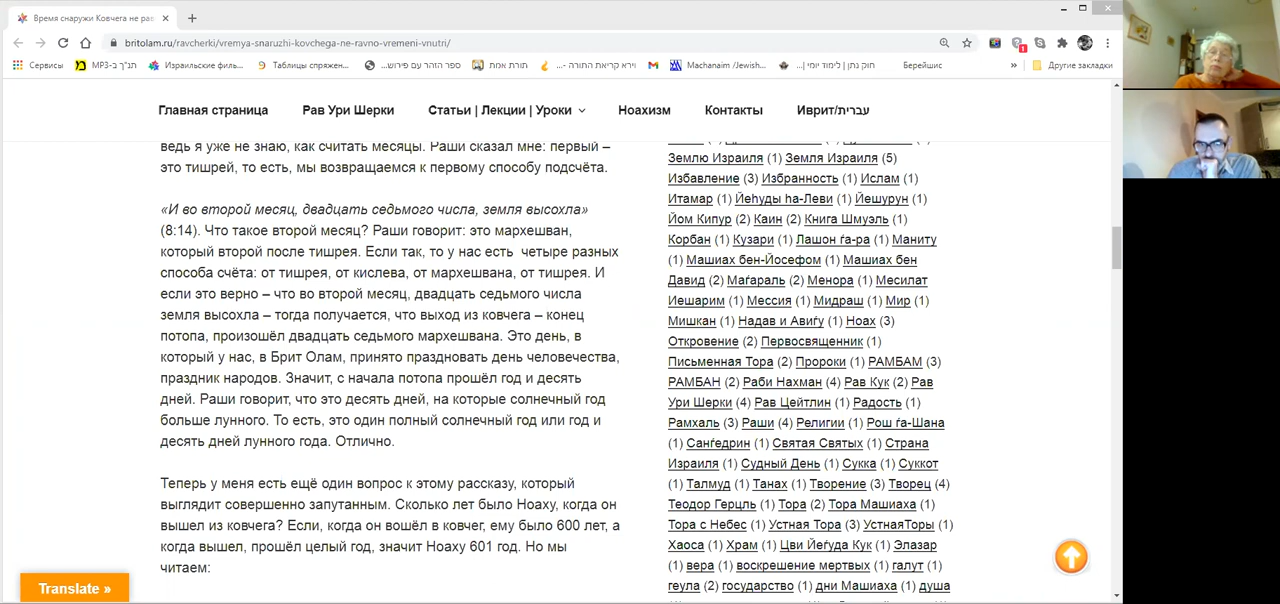 Время снаружи Ковчега не рав
britolam.ru/ravcherki/vremya-snaruzhi-kovchega-ne-ravno-vremeni-vnutri/
Сервисы
תנ"ך ב-MP3
Израильские филь...
Таблицы спряжен...
ספר הזהר עם פירוש...
תורת אמת
וירא קריאת התורה -...
Machanaim /Jewish...
חוק נתן | לימוד יומי |...
Берейшис
»
Другие закладки
Главная страница
Рав Ури Шерки
Статьи | Лекции | Уроки
Ноахизм
Контакты
Иврит/עברית
ведь я уже не знаю, как считать месяцы. Раши сказал мне: первый –
это тишрей, то есть, мы возвращаемся к первому способу подсчёта.
«И во второй месяц, двадцать седьмого числа, земля высохла»
(8:14). Что такое второй месяц? Раши говорит: это мархешван,
который второй после тишрея. Если так, то у нас есть четыре разных
способа счёта: от тишрея, от кислева, от мархешвана, от тишрея. И
если это верно – что во второй месяц, двадцать седьмого числа
земля высохла – тогда получается, что выход из ковчега – конец
потопа, произошёл двадцать седьмого мархешвана. Это день, в
который у нас, в Брит Олам, принято праздновать день человечества,
праздник народов. Значит, с начала потопа прошёл год и десять
дней. Раши говорит, что это десять дней, на которые солнечный год
больше лунного. То есть, это один полный солнечный год или год и
десять дней лунного года. Отлично.
Теперь у меня есть ещё один вопрос к этому рассказу, который
выглядит совершенно запутанным. Сколько лет было Ноаху, когда он
вышел из ковчега? Если, когда он вошёл в ковчег, ему было 600 лет, а
когда вышел, прошёл целый год, значит Ноаху 601 год. Но мы
читаем:
Translate »
Землю Израиля (1) Земля Израиля (5)
Избавление (3) Избранность (1) Ислам (1)
Итамар (1) Йеhуды hа-Леви (1) Йешурун (1)
Йом Кипур (2) Каин (2) Книга Шмуэль (1)
Корбан (1) Кузари (1) Лашон ѓа-ра (1) Маниту
(1) Машиах бен-Йосефом (1) Машиах бен
Давид (2) Маѓараль (2) Менора (1) Месилат
Иешарим (1) Мессия (1) Мидраш (1) Мир (1)
Мишкан (1) Надав и Авиѓу (1) Ноах (3)
Откровение (2) Первосвященник (1)
Письменная Тора (2) Пророки (1) РАМБАМ (3)
РАМБАН (2) Раби Нахман (4) Рав Кук (2) Рав
Ури Шерки (4) Рав Цейтлин (1) Радость (1)
Рамхаль (3) Раши (4) Религии (1) Рош ѓа-Шана
(1) Санѓедрин (1) Святая Святых (1) Страна
Израиля (1) Судный День (1) Сукка (1) Суккот
(1) Талмуд (1) Танах (1) Творение (3) Творец (4)
Теодор Герцль (1) Тора (2) Тора Машиаха (1)
Тора с Небес (1) Устная Тора (3) УстнаяТоры (1)
Хаоса (1) Храм (1) Цви Йеѓуда Кук (1) Элазар
(1) вера (1) воскрешение мертвых (1) галут (1)
геула (2) государство (1) дни Машиаха (1) душа